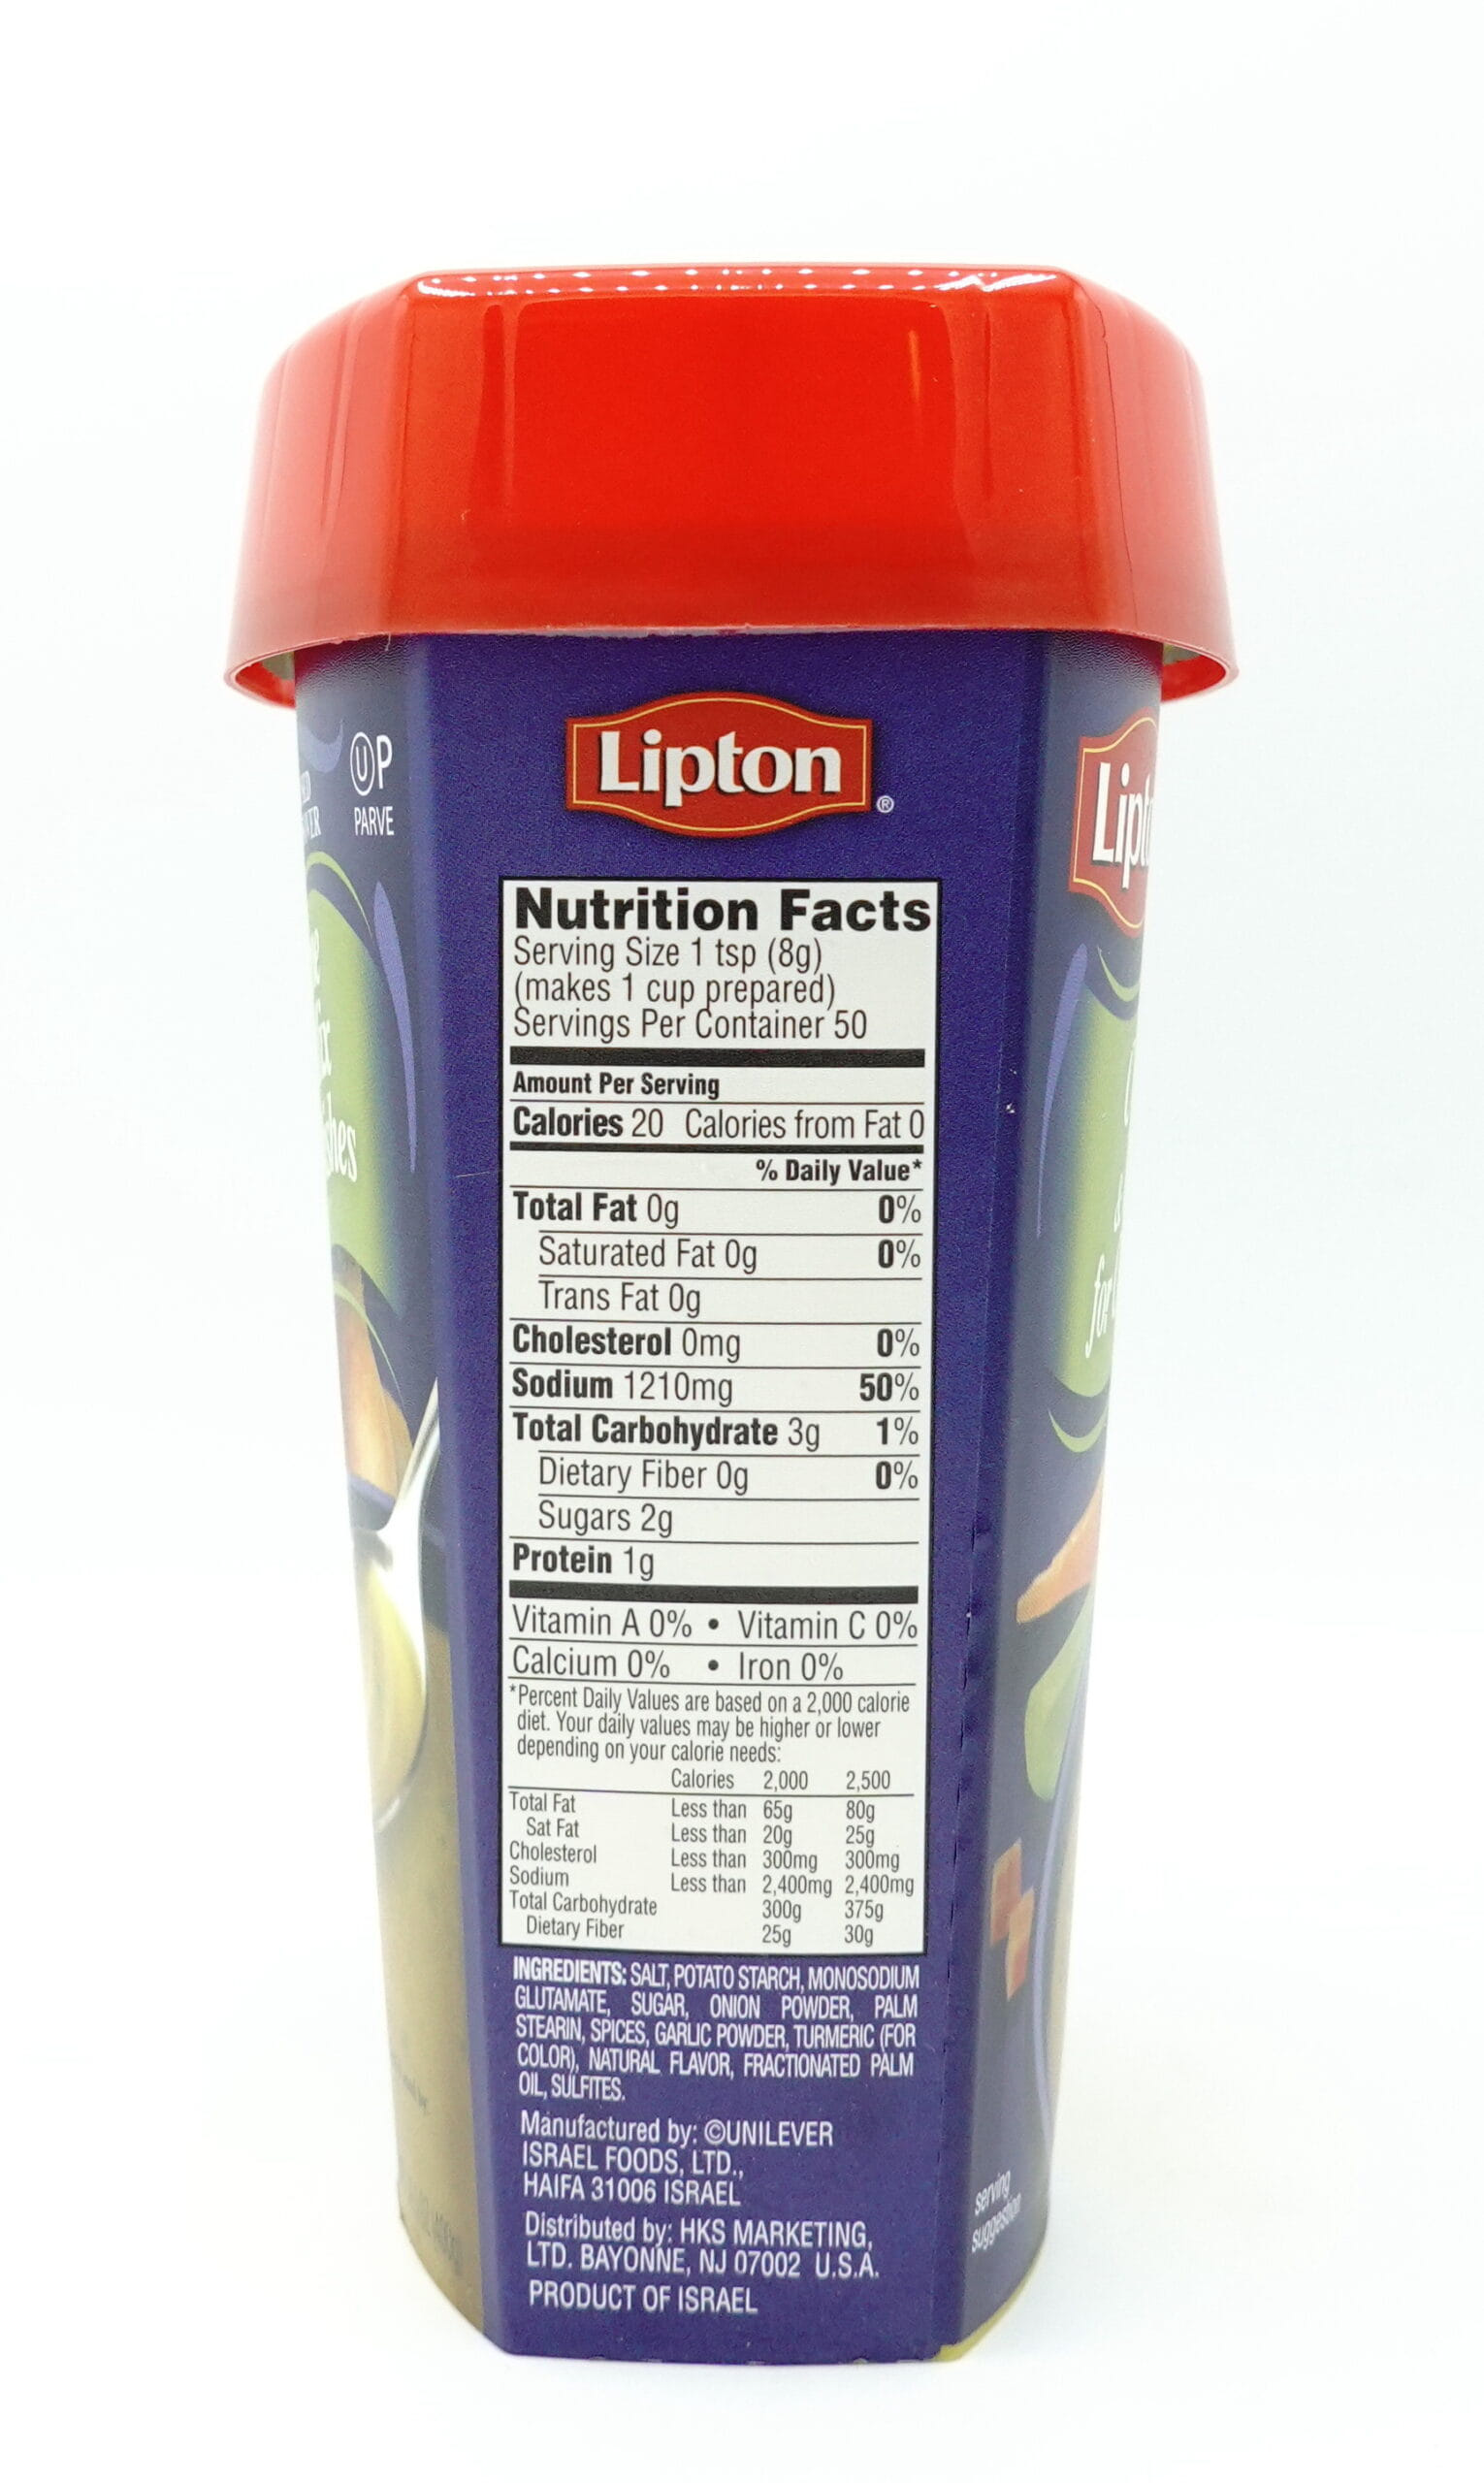 Lipton
®
Nutrition Facts
Serving Size 1 tsp (8g)
(makes 1 cup prepared)
Servings Per Container 50
Amount Per Serving
Calories 20 Calories from Fat 0
% Daily Value*
Total Fat 0g 0%
Saturated Fat 0g 0%
Trans Fat 0g
Cholesterol 0mg 0%
Sodium 1210mg 50%
Total Carbohydrate 3g 1%
Dietary Fiber 0g 0%
Sugars 2g
Protein 1g
Vitamin A 0% • Vitamin C 0%
Calcium 0% • Iron 0%
*Percent Daily Values are based on a 2,000 calorie
diet. Your daily values may be higher or lower
depending on your calorie needs:
Calories 2,000 2,500
Total Fat Less than 65g 80g
Sat Fat Less than 20g 25g
Cholesterol Less than 300mg 300mg
Sodium Less than 2,400mg 2,400mg
Total Carbohydrate 300g 375g
Dietary Fiber 25g 30g
INGREDIENTS: SALT, POTATO STARCH, MONOSODIUM
GLUTAMATE, SUGAR, ONION POWDER, PALM
STEARIN, SPICES, GARLIC POWDER, TURMERIC (FOR
COLOR), NATURAL FLAVOR, FRACTIONATED PALM
OIL, SULFITES.
Manufactured by: ©UNILEVER
ISRAEL FOODS, LTD.,
HAIFA 31006 ISRAEL
Distributed by: HKS MARKETING,
LTD. BAYONNE, NJ 07002 U.S.A.
PRODUCT OF ISRAEL
UP
PARVE
Lipt
for
serving
suggestion